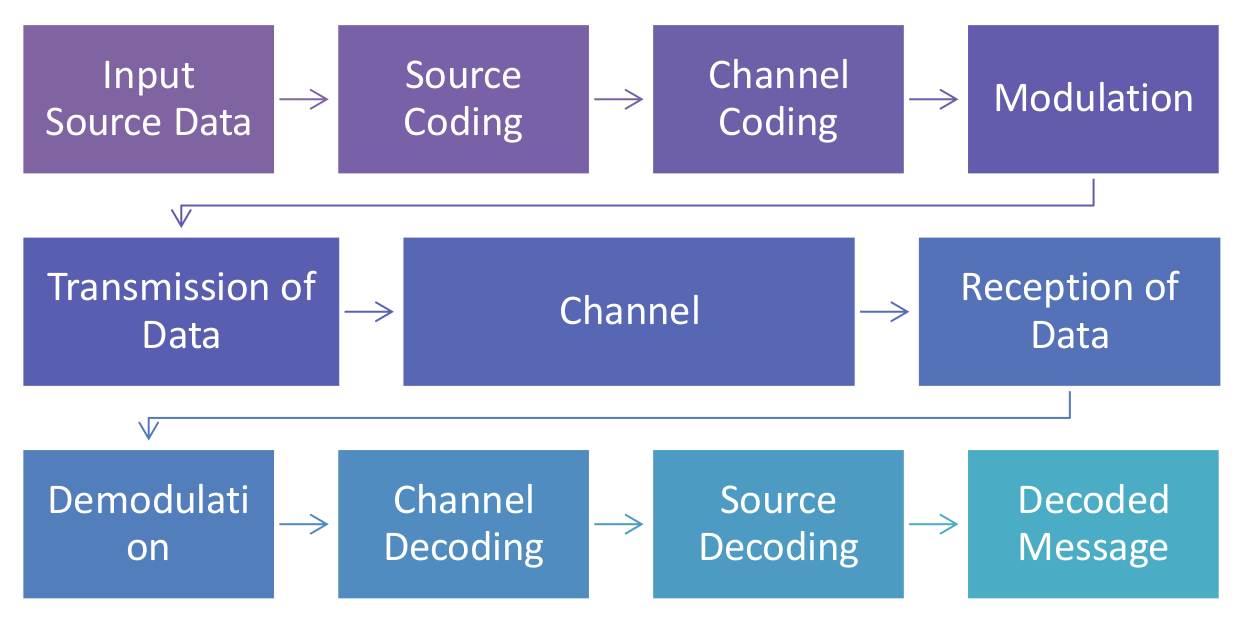 Input
Source Data
Source
Coding
Channel
Coding
Modulation
Transmission of
Data
Channel
Reception of
Data
Demodulati
on
Channel
Decoding
Source
Decoding
Decoded
Message